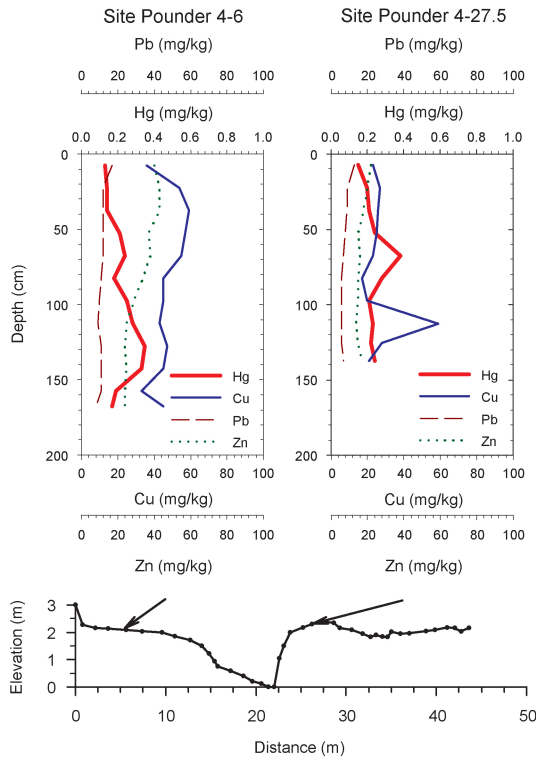 Site Pounder 4-6 Site Pounder 4-27.5
Pb (mg/kg) Pb (mg/kg)
0 20 40 60 80 100 0 20 40 60 80 100
Hg (mg/kg) Hg (mg/kg)
0.0 0.2 0.4 0.6 0.8 1.0 0.0 0.2 0.4 0.6 0.8 1.0
0
50
100
150
200
Depth (cm)
Hg
Cu
Pb
Zn
Hg
Cu
Pb
Zn
0 20 40 60 80 100 0 20 40 60 80 100
Cu (mg/kg) Cu (mg/kg)
0 20 40 60 80 100 0 20 40 60 80 100
Zn (mg/kg) Zn (mg/kg)
Elevation (m)
3
2
1
0
0 10 20 30 40 50
Distance (m)